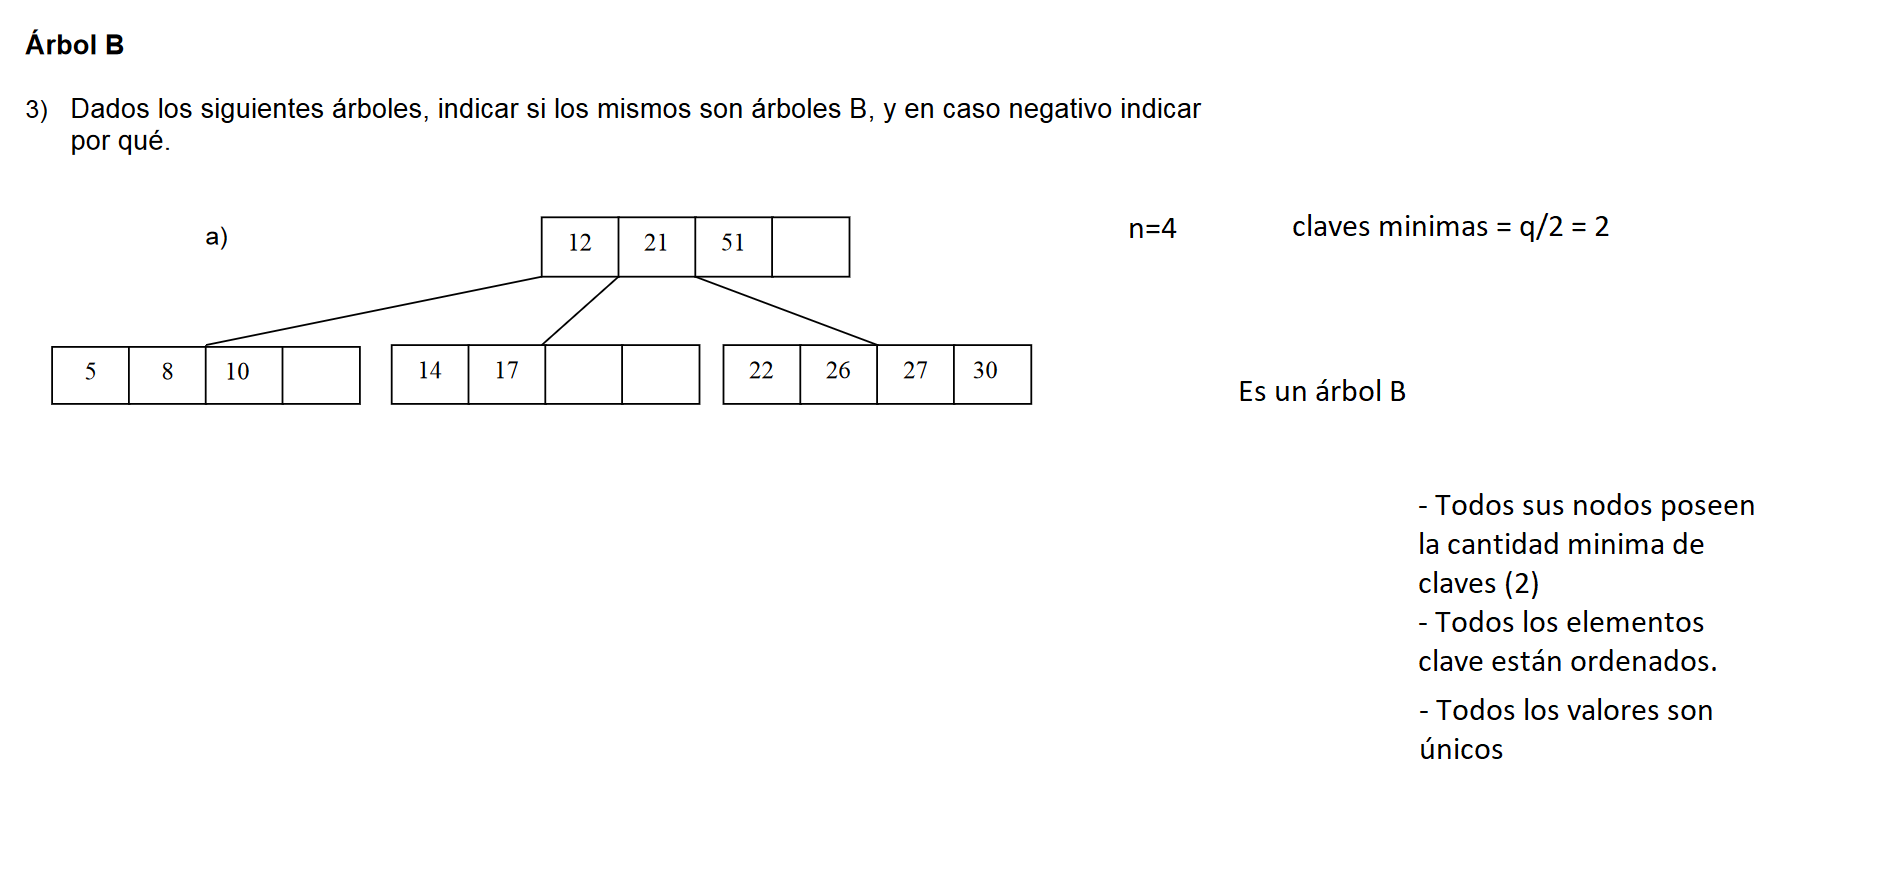 Árbol B
3) Dados los siguientes árboles, indicar si los mismos son árboles B, y en caso negativo indicar
por qué.
a)
12 21 51
n=4
claves minimas = q/2 = 2
5 8 10
14 17
22 26 27 30
Es un árbol B
- Todos sus nodos poseen
la cantidad minima de
claves (2)
- Todos los elementos
clave están ordenados.
- Todos los valores son
únicos